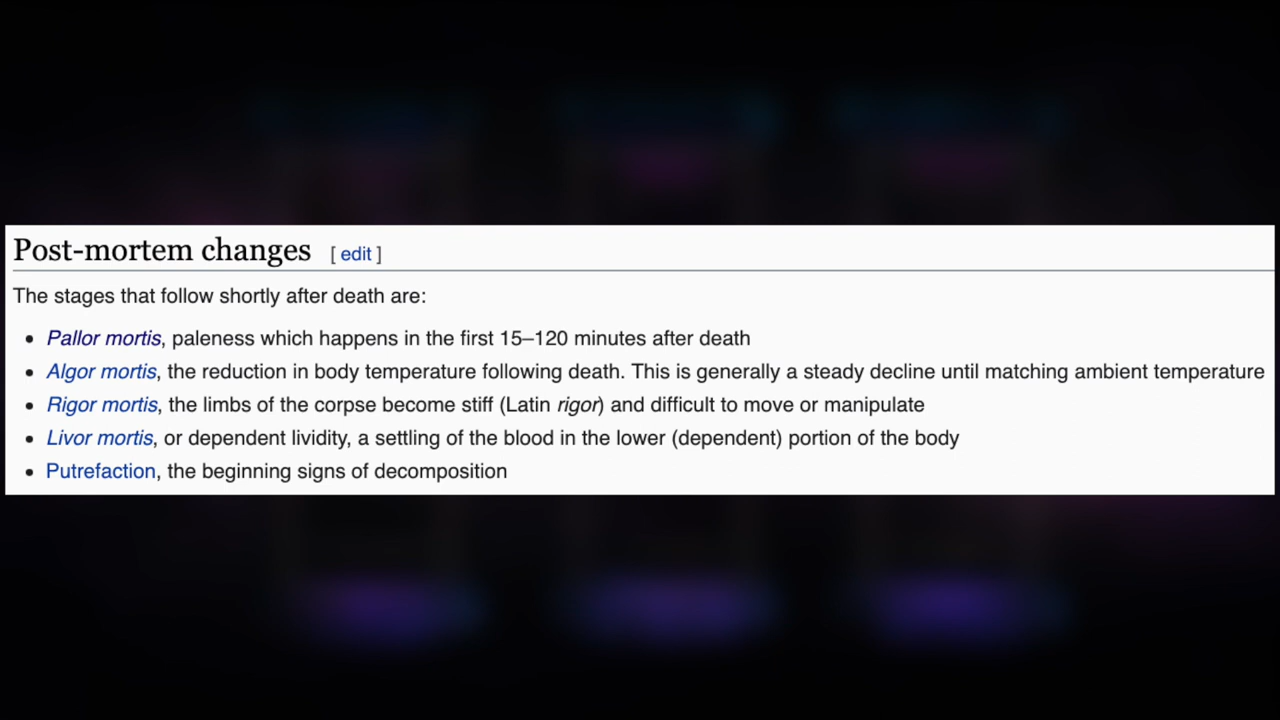 Post-mortem changes [ edit ]
The stages that follow shortly after death are:
• Pallor mortis, paleness which happens in the first 15–120 minutes after death
• Algor mortis, the reduction in body temperature following death. This is generally a steady decline until matching ambient temperature
• Rigor mortis, the limbs of the corpse become stiff (Latin rigor) and difficult to move or manipulate
• Livor mortis, or dependent lividity, a settling of the blood in the lower (dependent) portion of the body
• Putrefaction, the beginning signs of decomposition